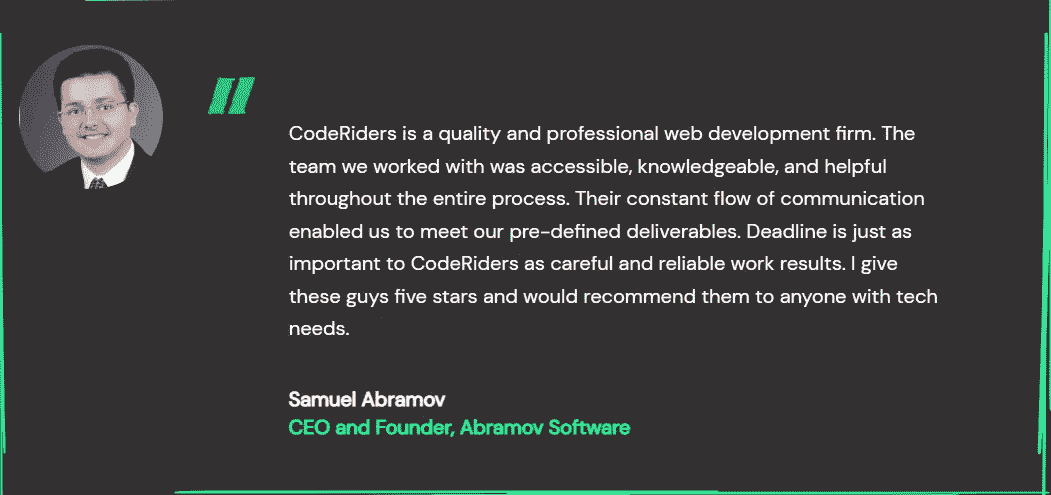 CodeRiders is a quality and professional web development firm. The
team we worked with was accessible, knowledgeable, and helpful
throughout the entire process. Their constant flow of communication
enabled us to meet our pre-defined deliverables. Deadline is just as
important to CodeRiders as careful and reliable work results. I give
these guys five stars and would recommend them to anyone with tech
needs.
Samuel Abramov
CEO and Founder, Abramov Software